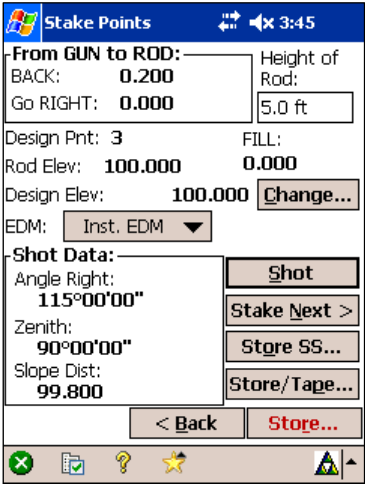 Stake Points 3:45
From GUN to ROD:
BACK: 0.200
Go RIGHT: 0.000
Height of
Rod:
5.0 ft
Design Pnt: 3
FILL:
Rod Elev: 100.000
0.000
Design Elev: 100.000 Change...
EDM: Inst. EDM
Shot Data:
Angle Right:
115°00'00"
Zenith:
90°00'00"
Slope Dist:
99.800
Shot
Stake Next >
Store SS...
Store/Tape...
< Back
Store...